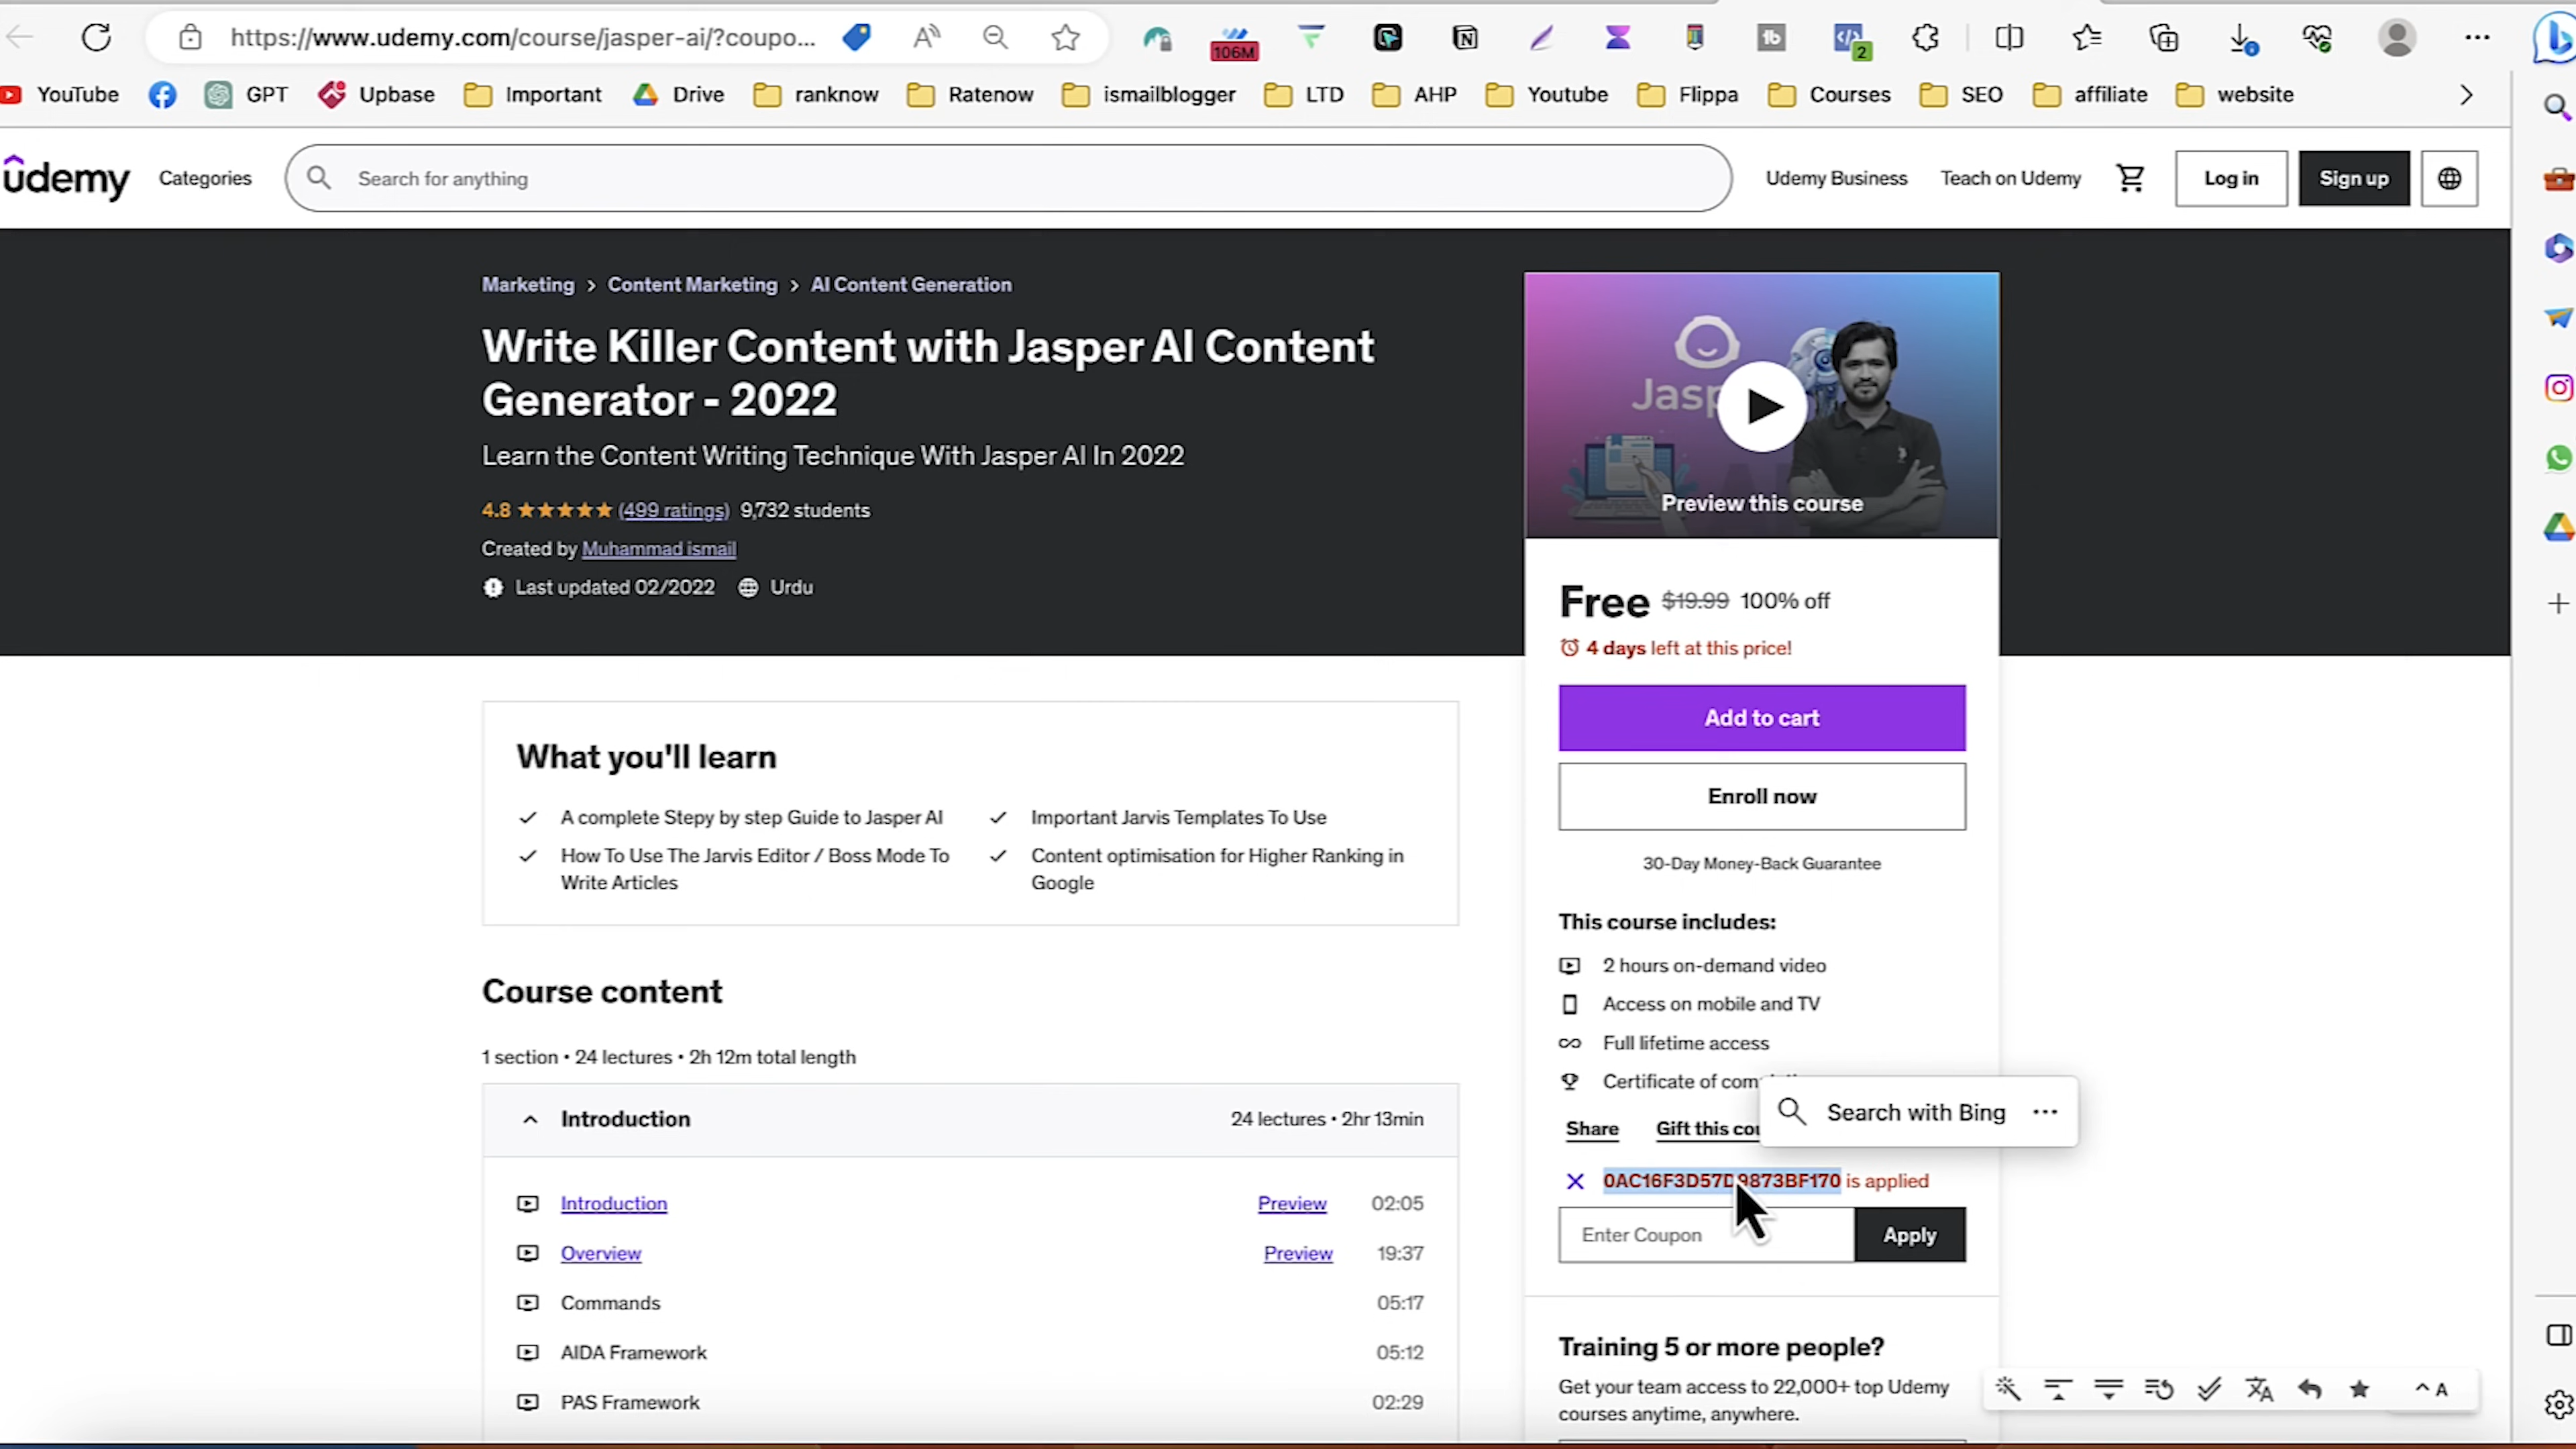 https://www.udemy.com/course/jasper-ai/?coupo...
106M
2
YouTube
GPT
Upbase
Important
Drive
ranknow
Ratenow
ismailblogger
LTD
AHP
Youtube
Flippa
Courses
SEO
affiliate
website
udemy
Categories
Search for anything
Udemy Business
Teach on Udemy
Log in
Sign up
Marketing > Content Marketing > AI Content Generation
Write Killer Content with Jasper AI Content
Generator - 2022
Learn the Content Writing Technique With Jasper AI In 2022
4.8 (499 ratings) 9,732 students
Created by Muhammad ismail
Last updated 02/2022 Urdu
Preview this course
Free $19.99 100% off
4 days left at this price!
Add to cart
Enroll now
30-Day Money-Back Guarantee
This course includes:
2 hours on-demand video
Access on mobile and TV
Full lifetime access
Certificate of
Search with Bing
Share
Gift this
0AC16F3D57D9873BF170 is applied
Enter Coupon
Apply
Training 5 or more people?
Get your team access to 22,000+ top Udemy
courses anytime, anywhere.
What you'll learn
A complete Stepy by step Guide to Jasper AI
Important Jarvis Templates To Use
How To Use The Jarvis Editor / Boss Mode To
Write Articles
Content optimisation for Higher Ranking in
Google
Course content
1 section • 24 lectures • 2h 12m total length
Introduction
24 lectures • 2hr 13min
Introduction Preview 02:05
Overview Preview 19:37
Commands 05:17
AIDA Framework 05:12
PAS Framework 02:29